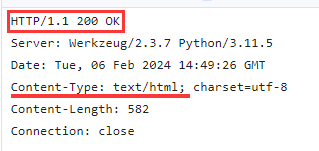 HTTP/1.1 200 OK
Server: Werkzeug/2.3.7 Python/3.11.5
Date: Tue, 06 Feb 2024 14:49:26 GMT
Content-Type: text/html; charset=utf-8
Content-Length: 582
Connection: close